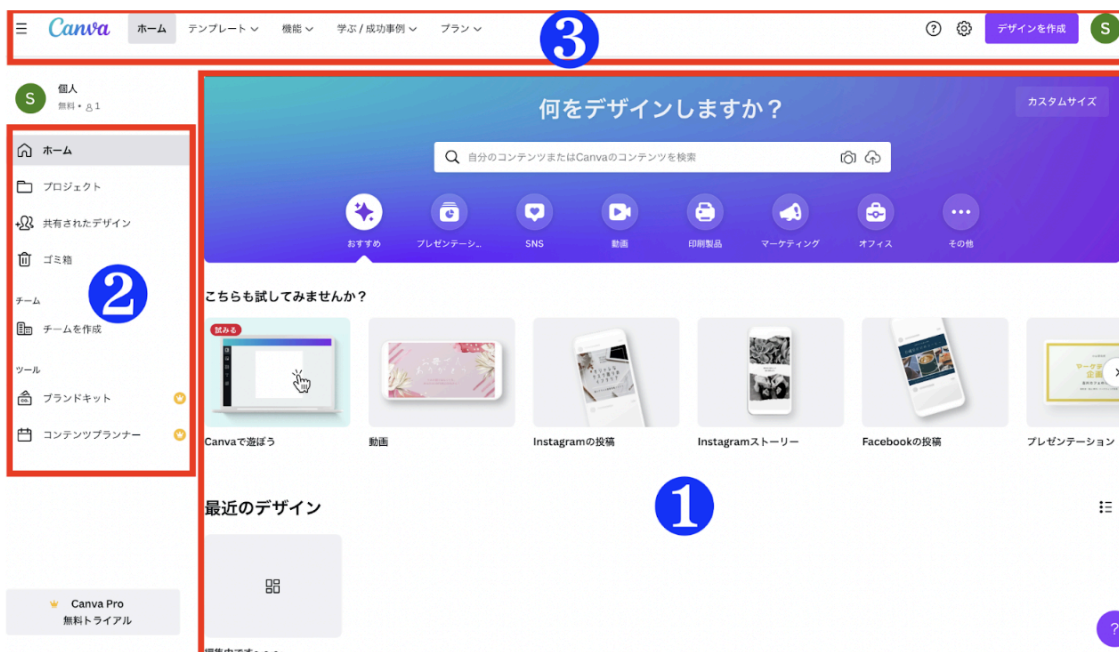 Canva ホーム テンプレート 機能 学ぶ / 成功事例 プラン ? デザインを作成 S
3
S 個人
無料・1
ホーム
プロジェクト
共有されたデザイン
ゴミ箱
2
チーム
チームを作成
ツール
ブランドキット
コンテンツプランナー
Canva Pro
無料トライアル
何をデザインしますか?
カスタムサイズ
自分のコンテンツまたはCanvaのコンテンツを検索
おすすめ プレゼンテーシ... SNS 動画 印刷製品 マーケティング オフィス その他
こちらも試してみませんか?
試みる
Canvaで遊ぼう 動画 Instagramの投稿 Instagramストーリー Facebookの投稿 プレゼンテーション
1
最近のデザイン
?